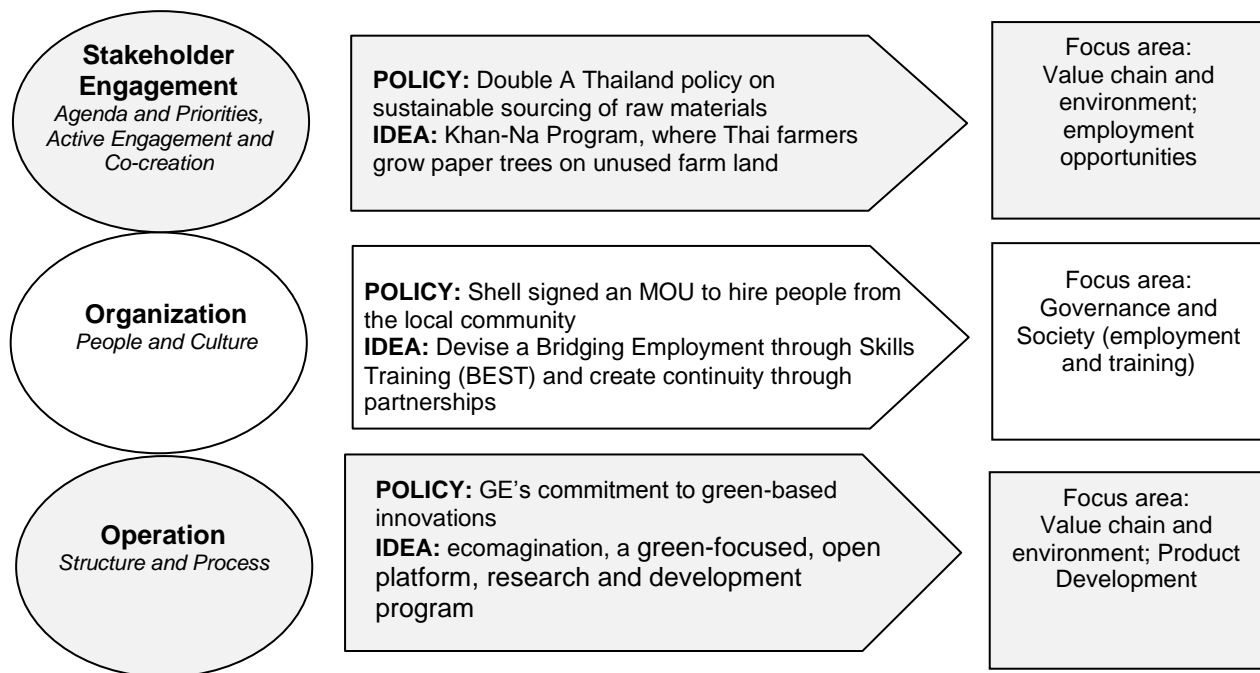 Stakeholder
Engagement
Agenda and Priorities,
Active Engagement and
Co-creation
POLICY: Double A Thailand policy on
sustainable sourcing of raw materials
IDEA: Khan-Na Program, where Thai farmers
grow paper trees on unused farm land
Focus area:
Value chain and
environment;
employment
opportunities
Organization
People and Culture
POLICY: Shell signed an MOU to hire people from
the local community
IDEA: Devise a Bridging Employment through Skills
Training (BEST) and create continuity through
partnerships
Focus area:
Governance and
Society (employment
and training)
Operation
Structure and Process
POLICY: GE’s commitment to green-based
innovations
IDEA: ecomagination, a green-focused, open
platform, research and development
program
Focus area:
Value chain and
environment; Product
Development